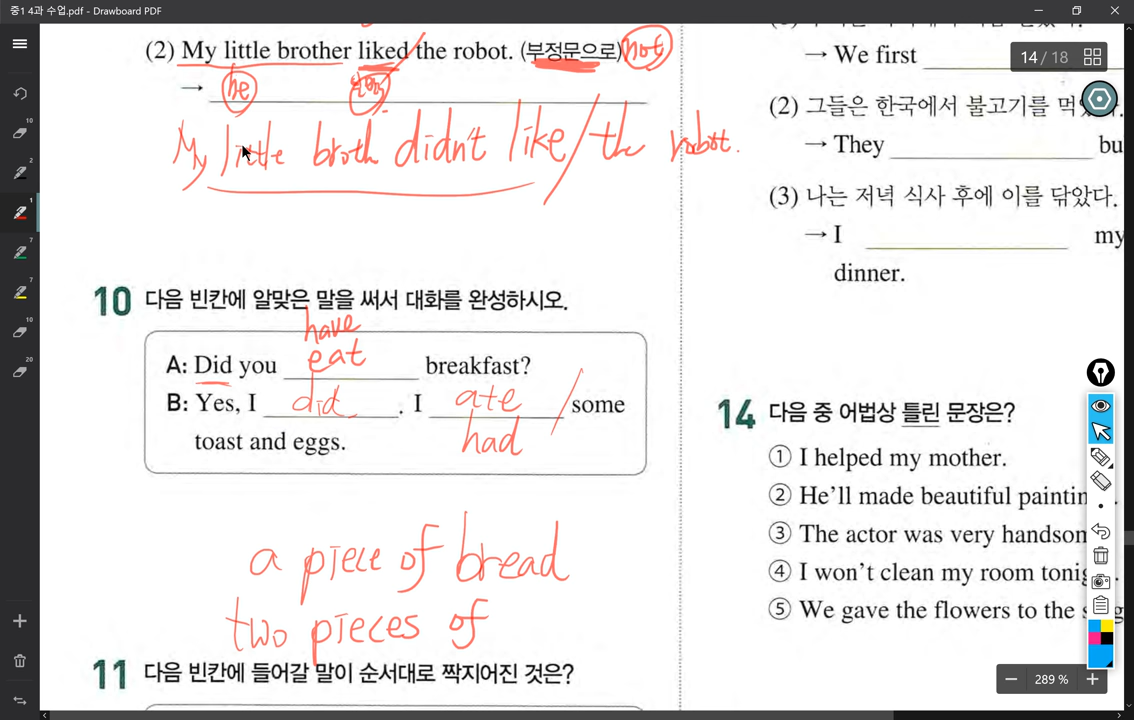 중1 4과 수업.pdf - Drawboard PDF
(2) My little brother liked the robot. (부정문으로) not
→ he
My little broth didn't like / the robot.
10 다음 빈칸에 알맞은 말을 써서 대화를 완성하시오.
have
A: Did you eat breakfast?
B: Yes, I did. I ate / some
toast and eggs. had
a piece of bread
two pieces of
11 다음 빈칸에 들어갈 말이 순서대로 짝지어진 것은?
→ We first
14 / 18
(2) 그들은 한국에서 불고기를 먹
→ They bu
(3) 나는 저녁 식사 후에 이를 닦았다.
→ I my
dinner.
14 다음 중 어법상 틀린 문장은?
① I helped my mother.
② He'll made beautiful paintin
③ The actor was very handson
④ I won't clean my room tonig
⑤ We gave the flowers to the s
289 %
10
2
1
7
7
10
20